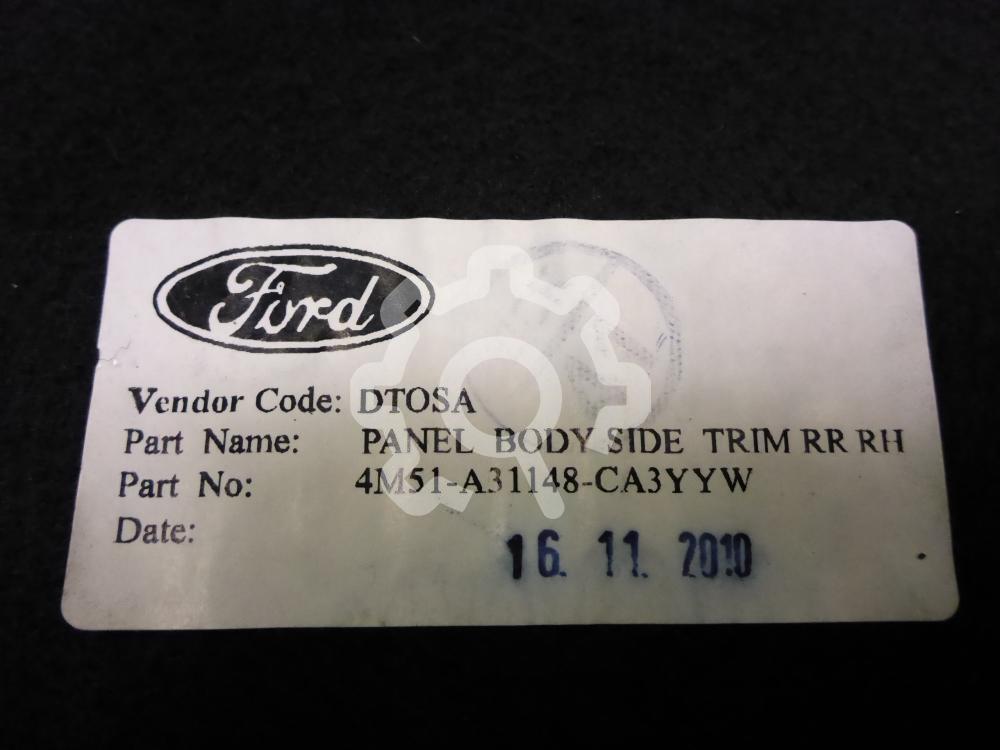 Ford
Vendor Code: DTOSA
Part Name: PANEL BODY SIDE TRIM RR RH
Part No: 4M51-A31148-CA3YYW
Date: 16. 11. 2010